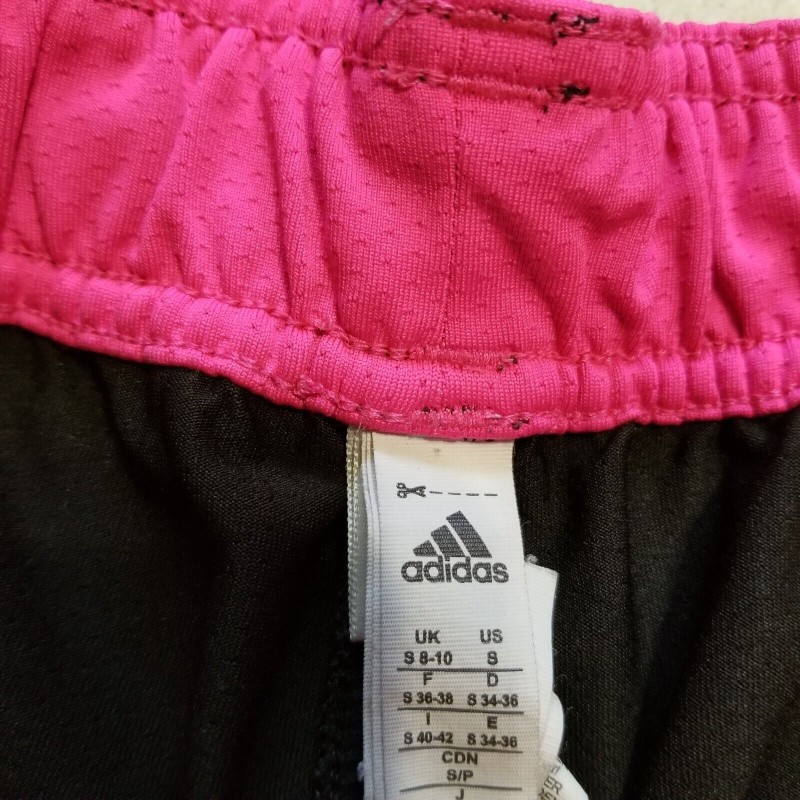 adidas
UK US
S 8-10 S
F D
S 36-38 S 34-36
I E
S 40-42 S 34-36
CDN
S/P
J